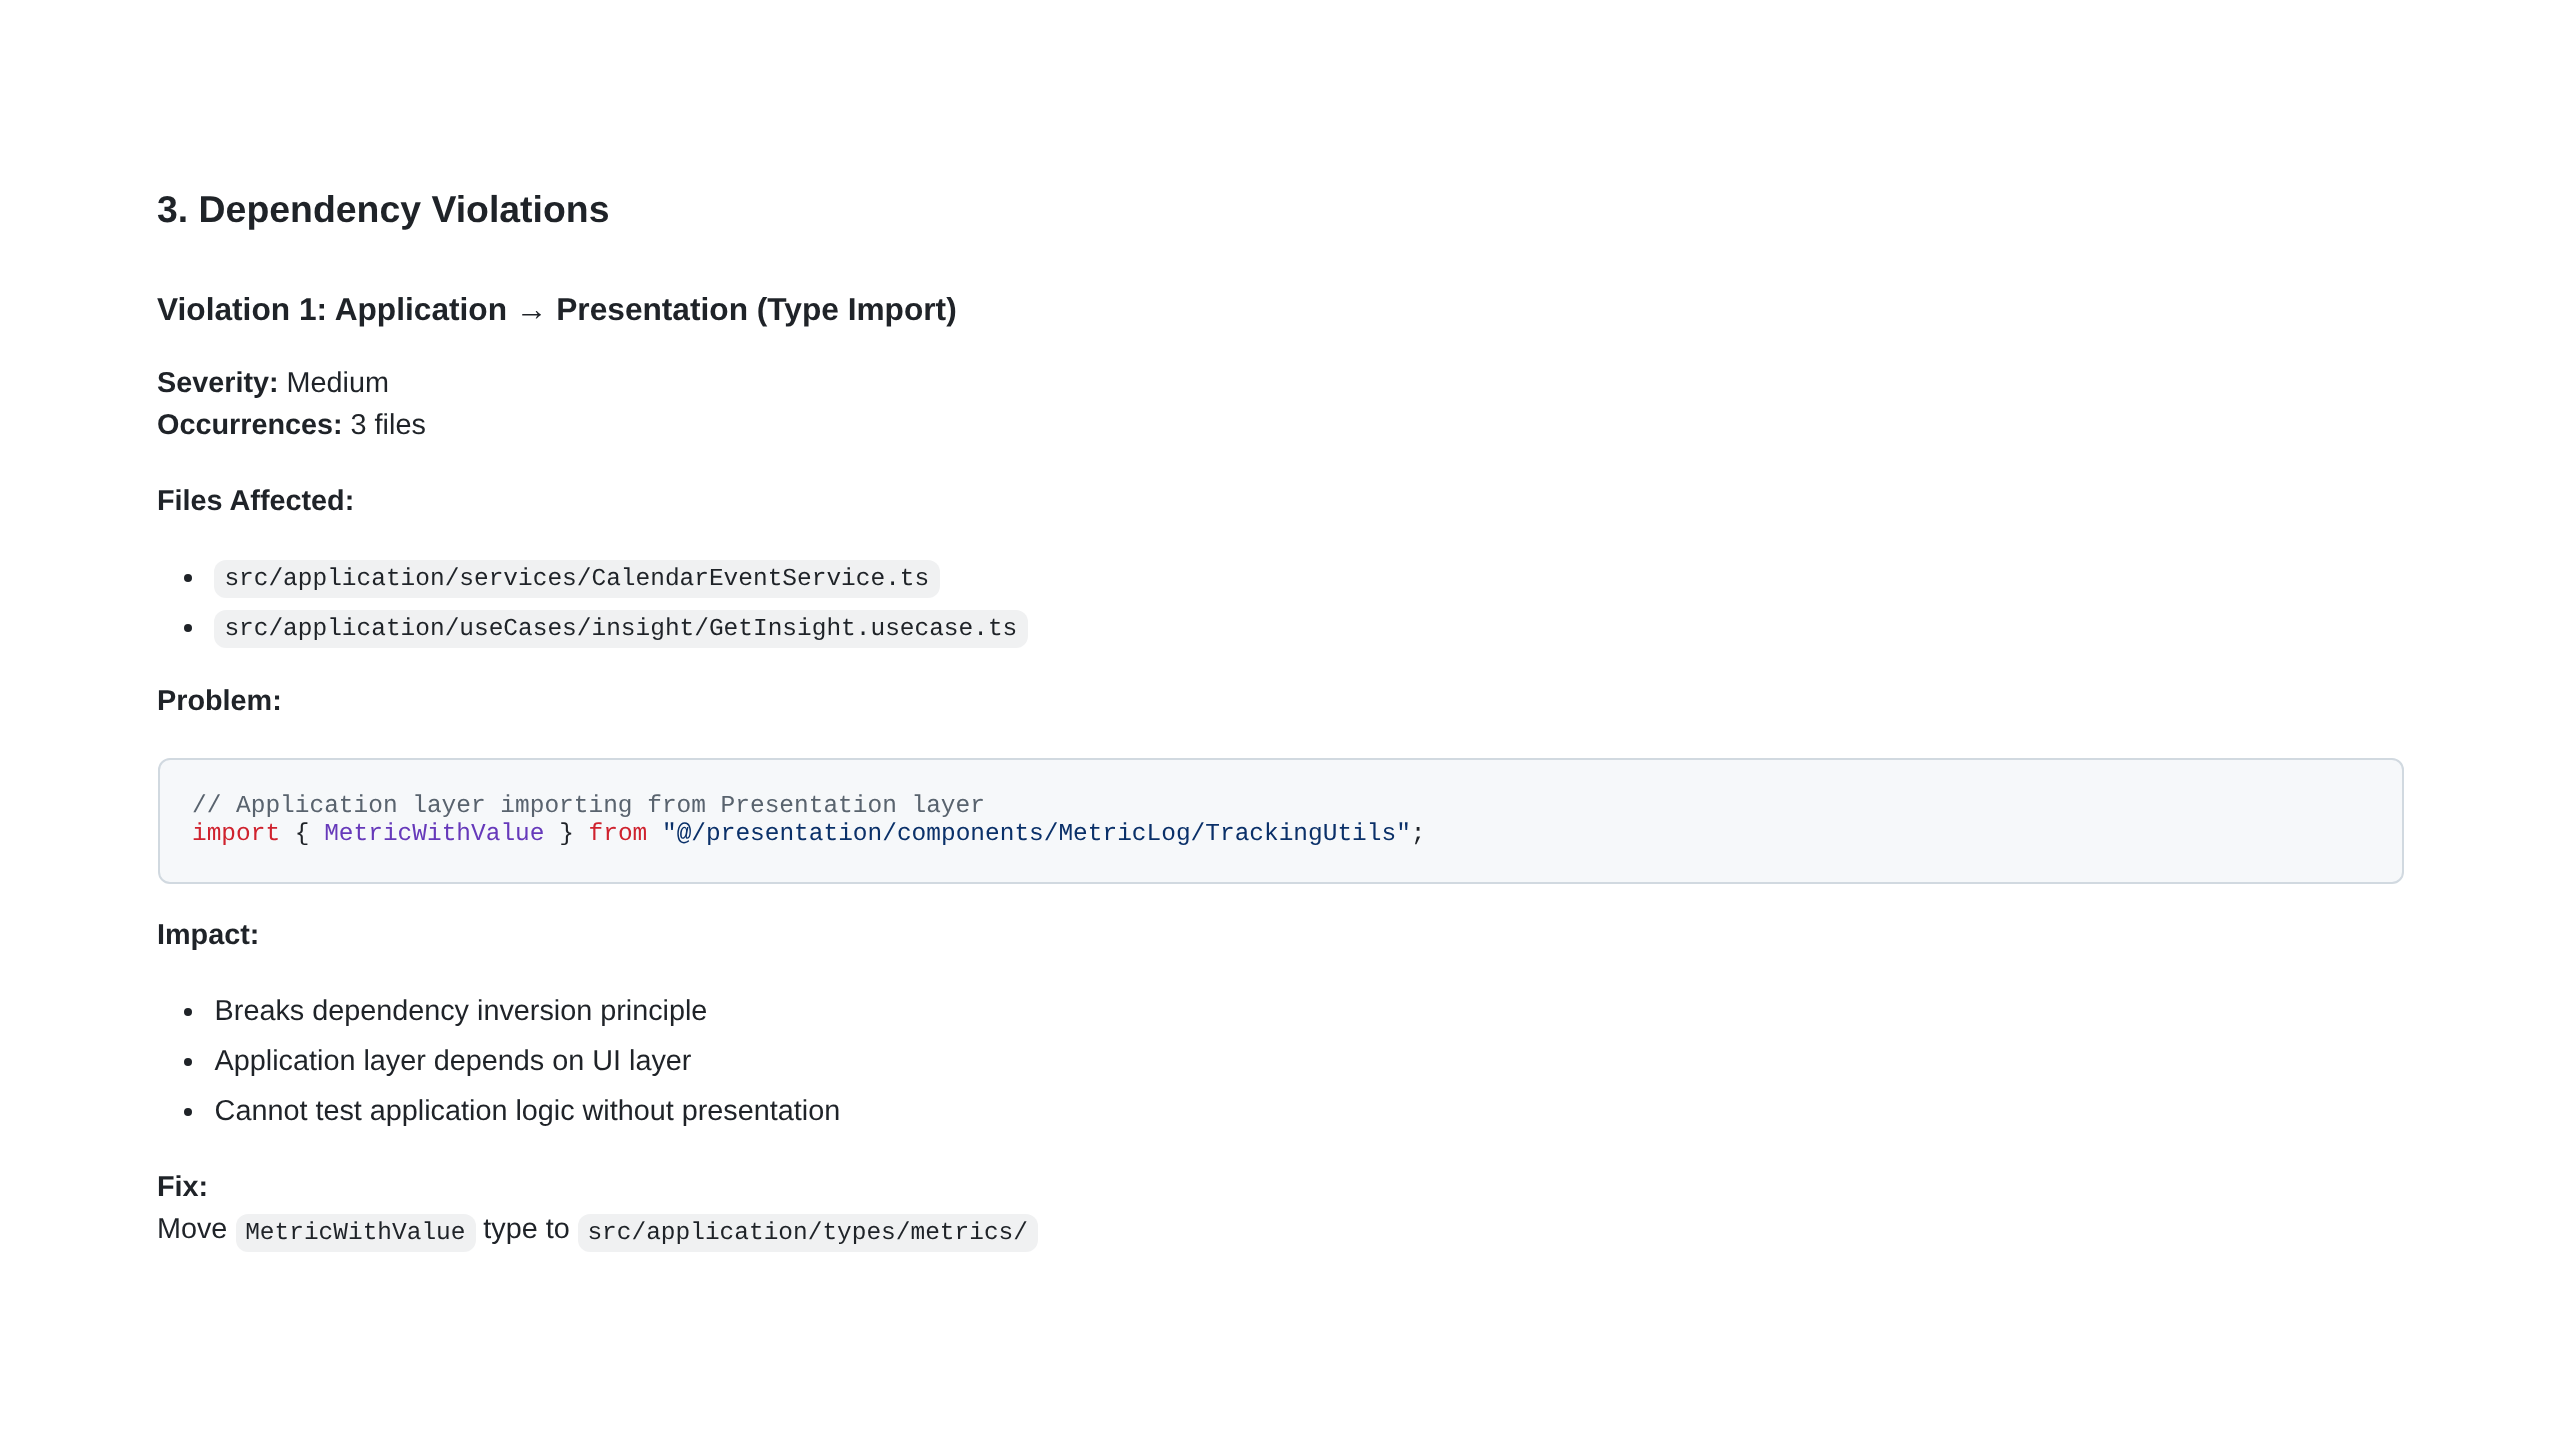 3. Dependency Violations
Violation 1: Application → Presentation (Type Import)
Severity: Medium
Occurrences: 3 files
Files Affected:
• src/application/services/CalendarEventService.ts
• src/application/useCases/insight/GetInsight.usecase.ts
Problem:
// Application layer importing from Presentation layer
import { MetricWithValue } from "@/presentation/components/MetricLog/TrackingUtils";
Impact:
• Breaks dependency inversion principle
• Application layer depends on UI layer
• Cannot test application logic without presentation
Fix:
Move MetricWithValue type to src/application/types/metrics/